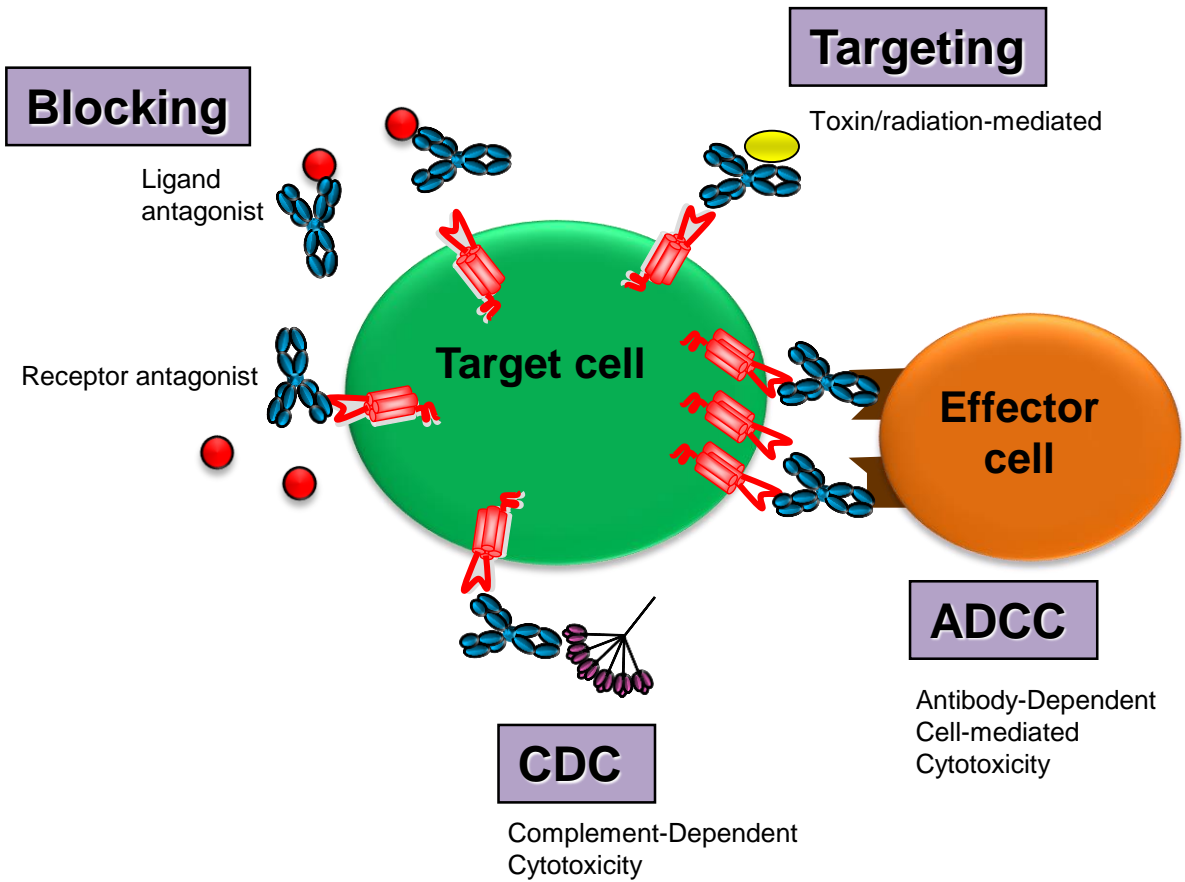 Targeting
Toxin/radiation-mediated
Blocking
Ligand
antagonist
Receptor antagonist
Target cell
Effector
cell
ADCC
Antibody-Dependent
Cell-mediated
Cytotoxicity
CDC
Complement-Dependent
Cytotoxicity